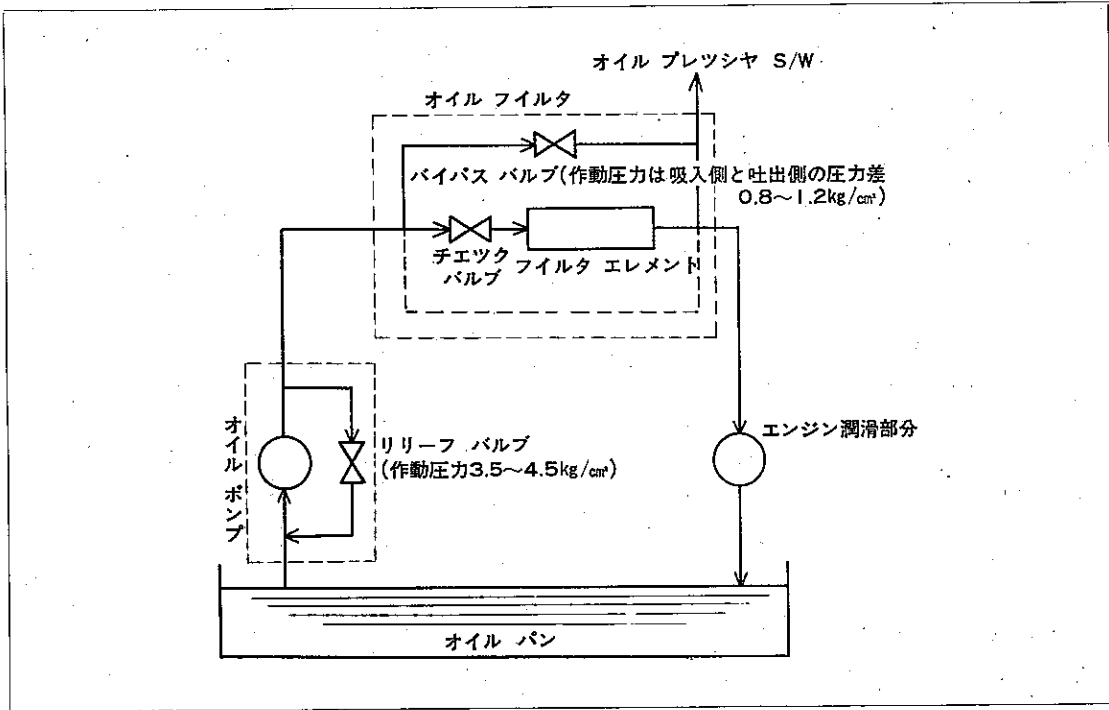 オイル プレツシヤ S/W
オイル フイルタ
バイパス バルブ(作動圧力は吸入側と吐出側の圧力差
0.8〜1.2kg/cm²)
チエツク
バルブ
フイルタ エレメント
オイル ポンプ
リリーフ バルブ
(作動圧力3.5〜4.5kg/cm²)
エンジン潤滑部分
オイル パン